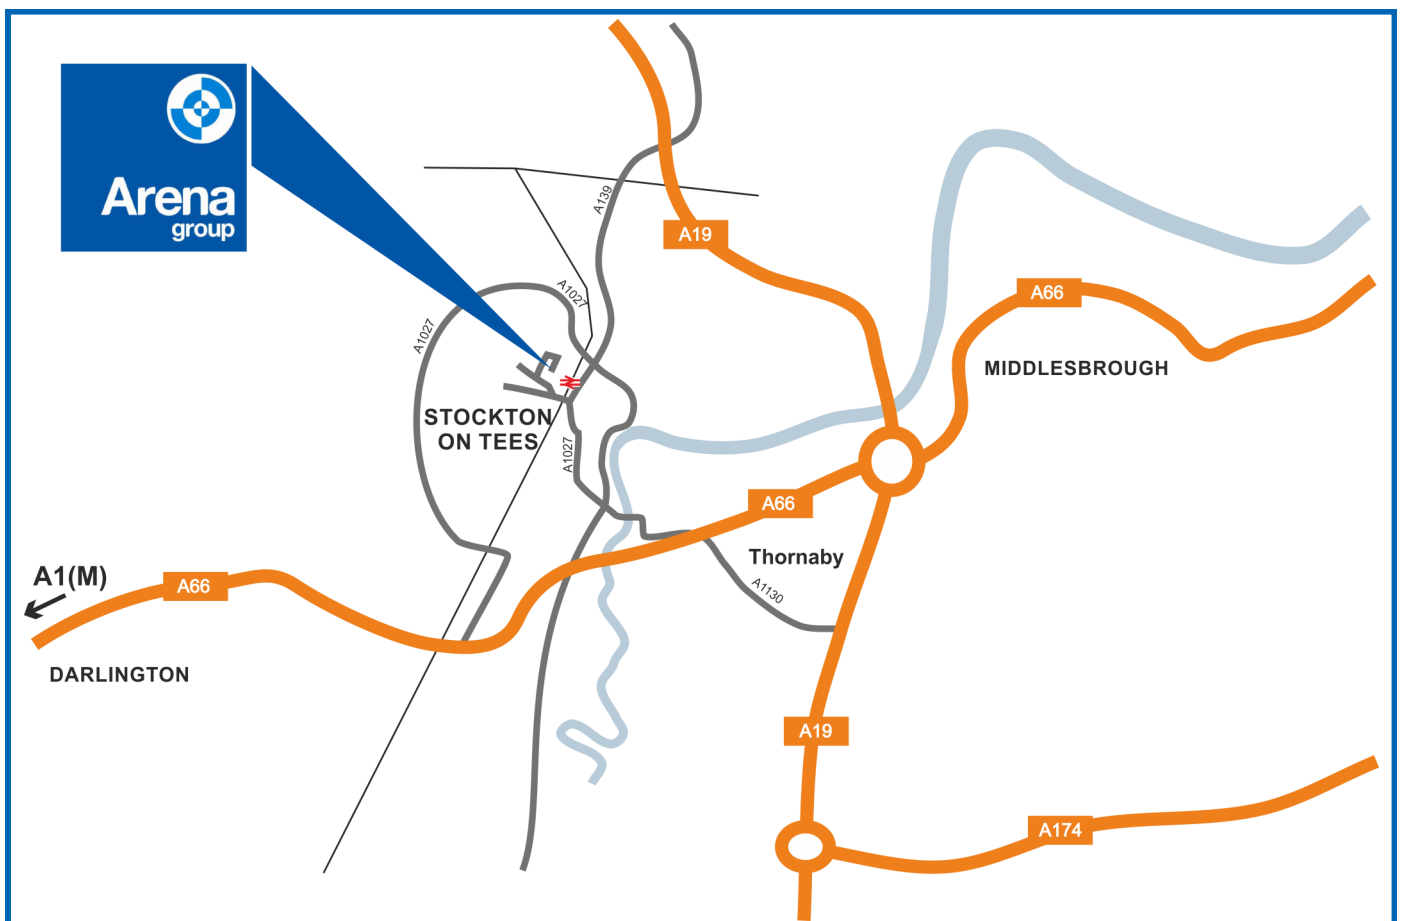 Arena
group
A139
A19
A1027
A66
A1027
MIDDLESBROUGH
STOCKTON
ON TEES
A1027
A66
Thornaby
A1(M)
A66
A1130
DARLINGTON
A19
A174